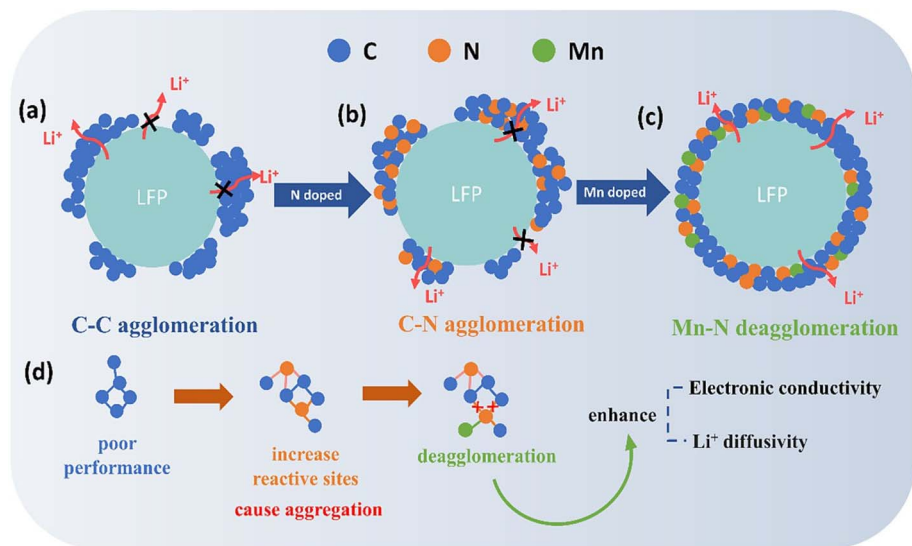 C N Mn
(a) (b) (c)
Li⁺ Li⁺ Li⁺ LFP
N doped
Li⁺ Li⁺ Li⁺ LFP
Mn doped
Li⁺ Li⁺ Li⁺ LFP
C-C agglomeration
C-N agglomeration
Mn-N deagglomeration
(d)
poor
performance
increase
reactive sites
cause aggregation
deagglomeration
enhance
Electronic conductivity
Li⁺ diffusivity